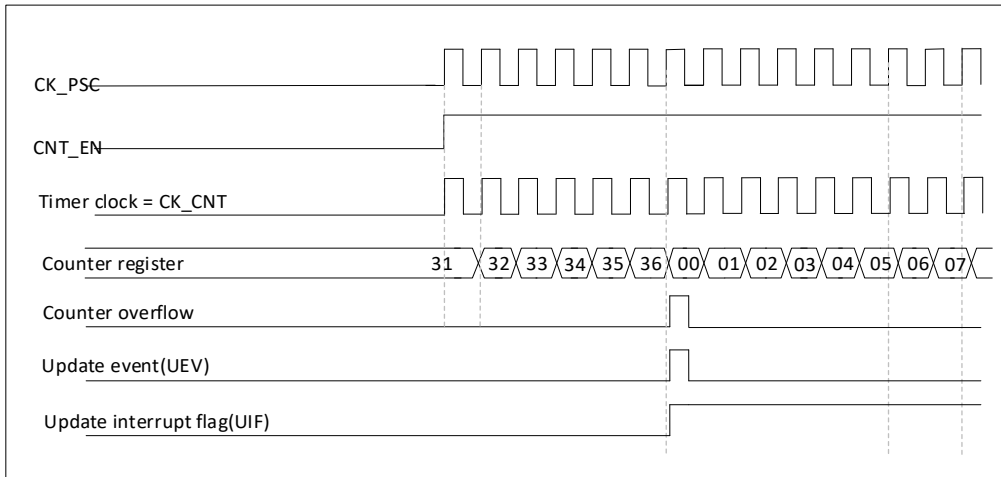 CK_PSC
CNT_EN
Timer clock = CK_CNT
Counter register 31 32 33 34 35 36 00 01 02 03 04 05 06 07
Counter overflow
Update event(UEV)
Update interrupt flag(UIF)